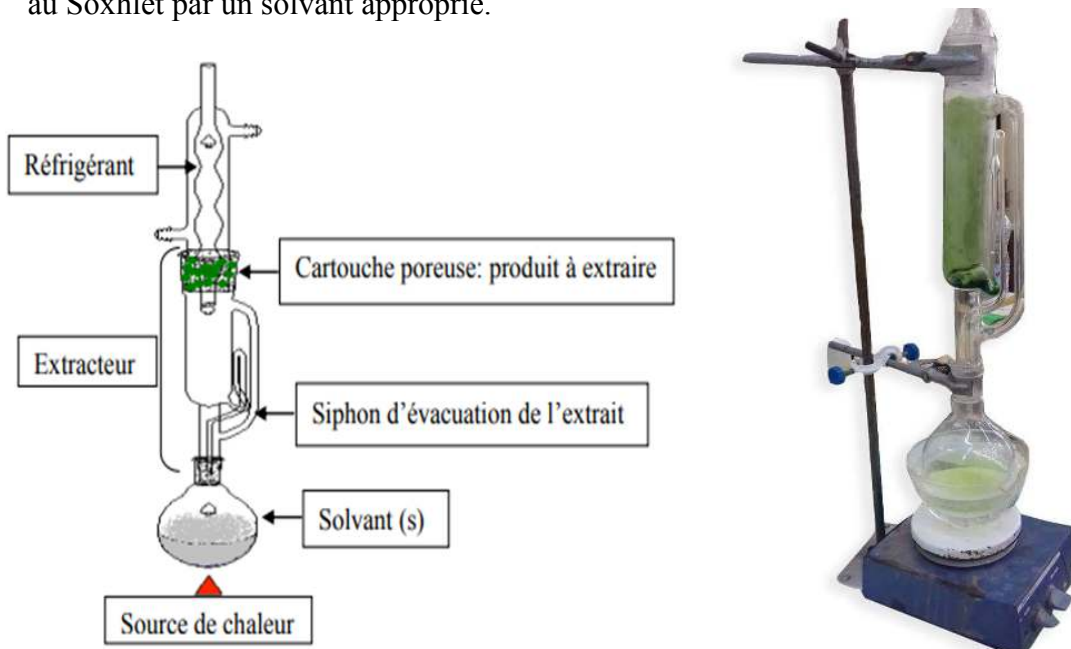 au Soxhlet par un solvant approprié.
Réfrigérant
Cartouche poreuse: produit à extraire
Extracteur
Siphon d’évacuation de l’extrait
Solvant (s)
Source de chaleur